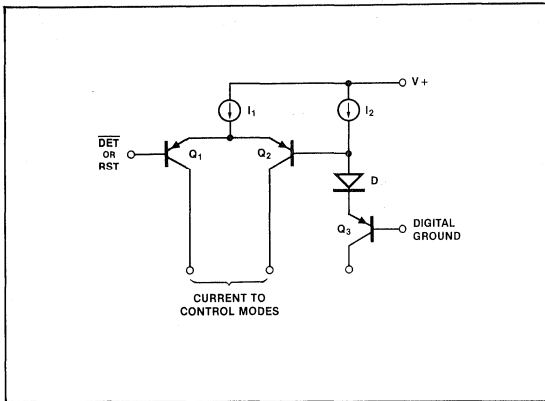 V+
I1
I2
DET
OR
RST
Q1
Q2
D
Q3
DIGITAL
GROUND
CURRENT TO
CONTROL MODES